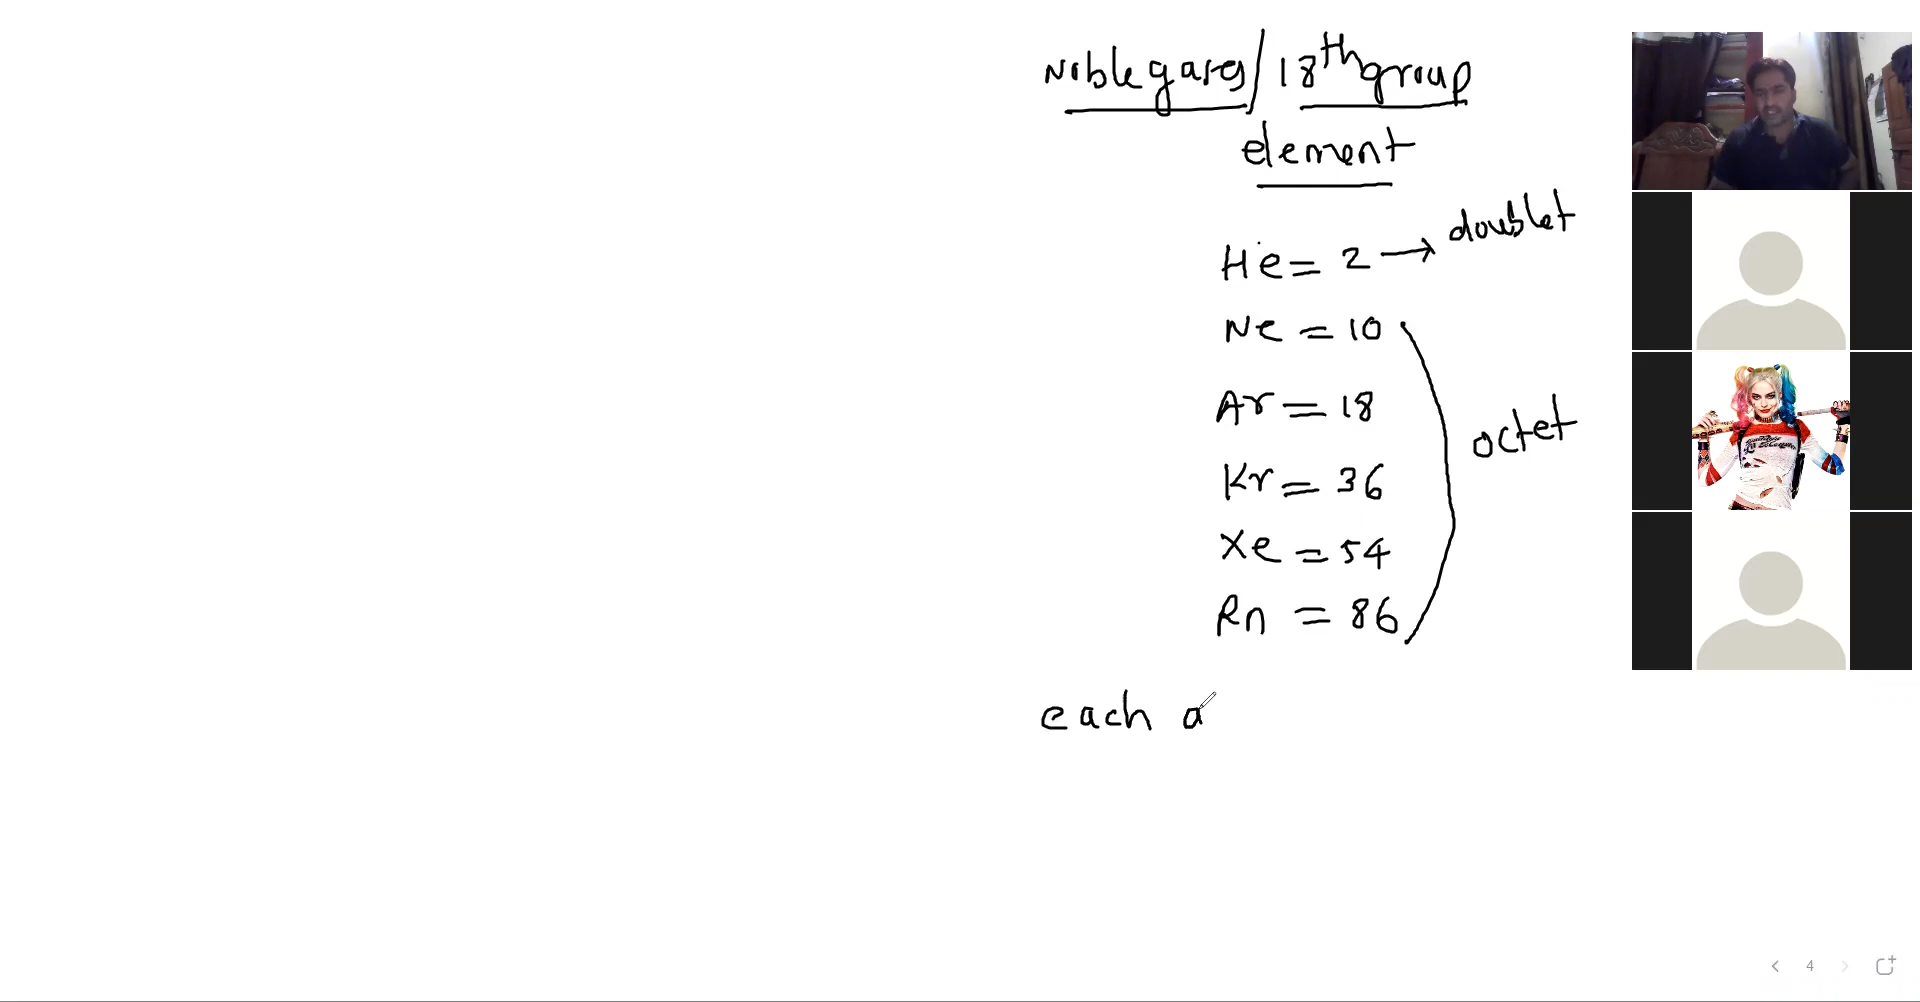 Noble gases/18th group
element
He = 2 → doublet
Ne = 10
Ar = 18
octet
Kr = 36
Xe = 54
Rn = 86
each a
4